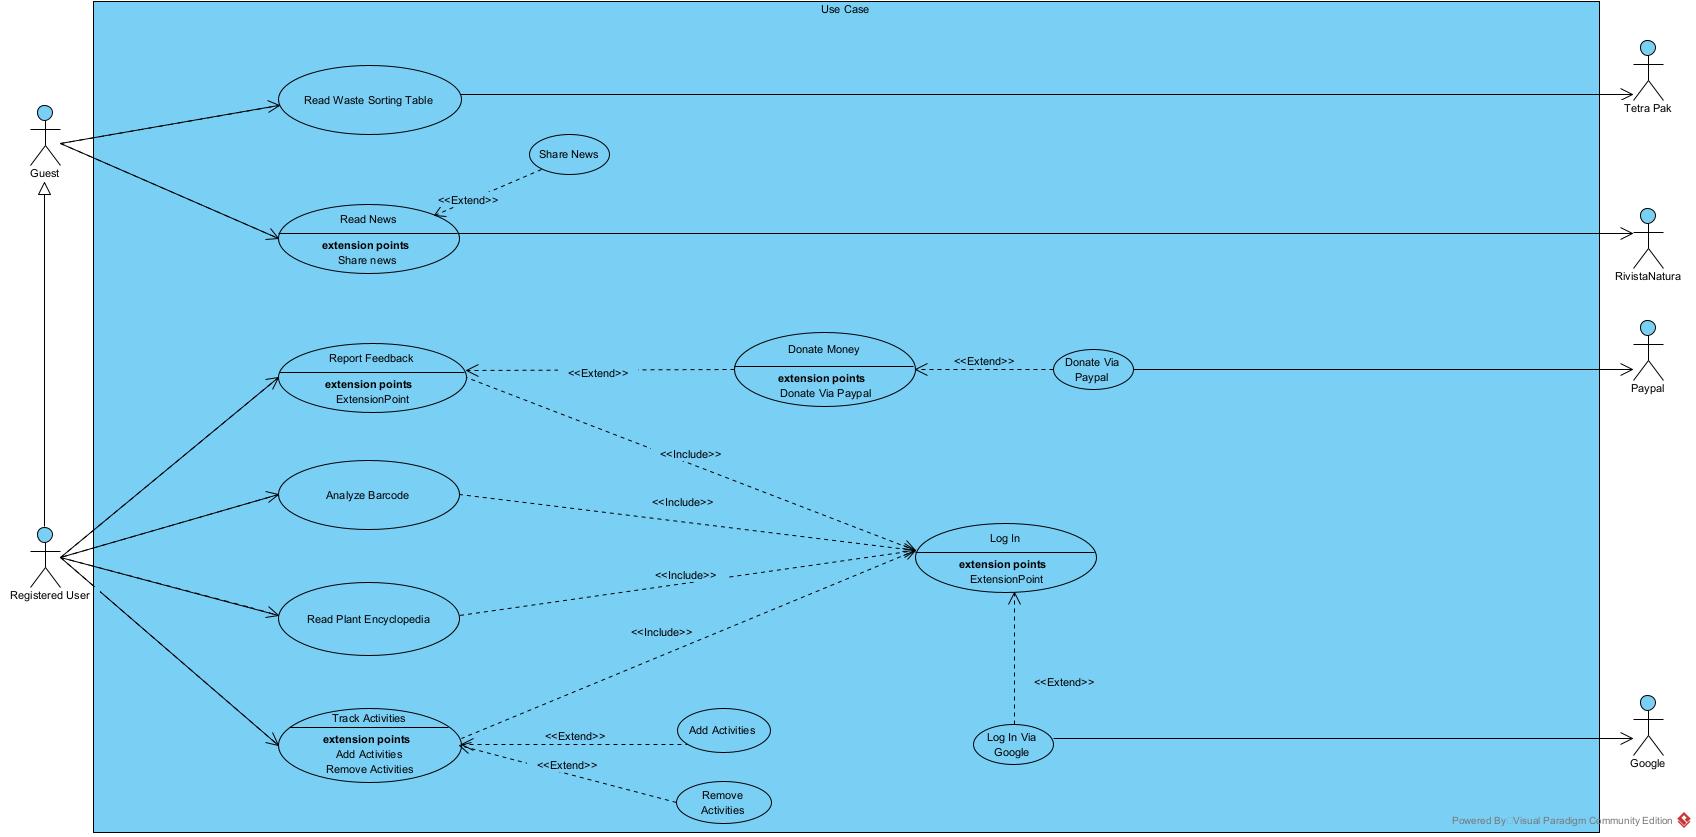 Use Case
Tetra Pak
Read Waste Sorting Table
Guest
Share News
<<Extend>>
Read News
extension points
Share news
RivistaNatura
Report Feedback
extension points
ExtensionPoint
<<Extend>>
Donate Money
extension points
Donate Via Paypal
<<Extend>>
Donate Via
Paypal
Paypal
<<Include>>
Analyze Barcode
<<Include>>
Log In
extension points
ExtensionPoint
<<Include>>
Registered User
Read Plant Encyclopedia
<<Include>>
<<Extend>>
Track Activities
extension points
Add Activities
Remove Activities
<<Extend>>
Add Activities
<<Extend>>
Remove
Activities
Log In Via
Google
Google
Powered By Visual Paradigm Community Edition